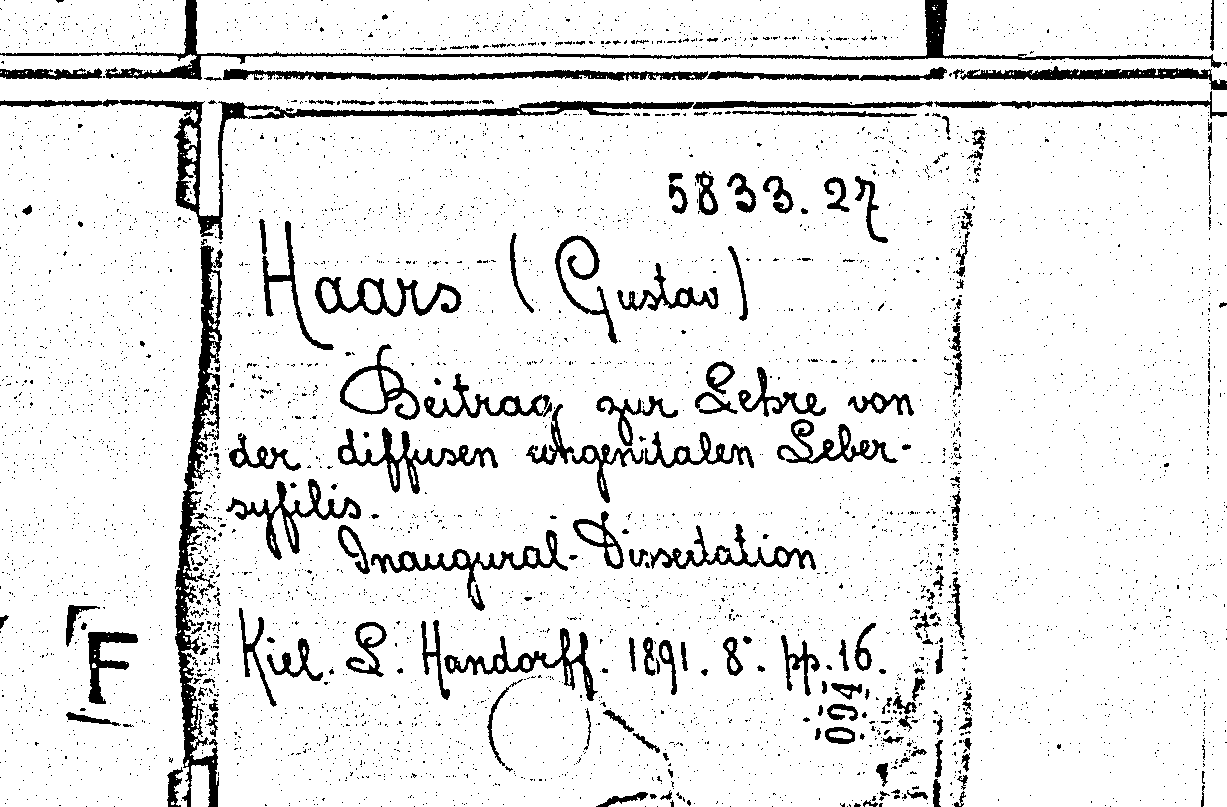 5833.27
Haars (Gustav)
Beitrag zur Lehre von
der diffusen congenitalen Leber-
syfilis.
Inaugural-Dissertation
F
Kiel. L. Handorff. 1891. 8°. pp. 16.
094